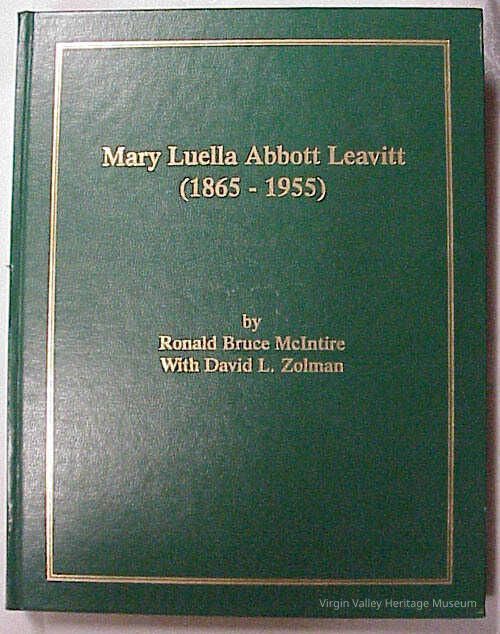 Mary Luella Abbott Leavitt
(1865 - 1955)
by
Ronald Bruce McIntire
With David L. Zolman
Virgin Valley Heritage Museum